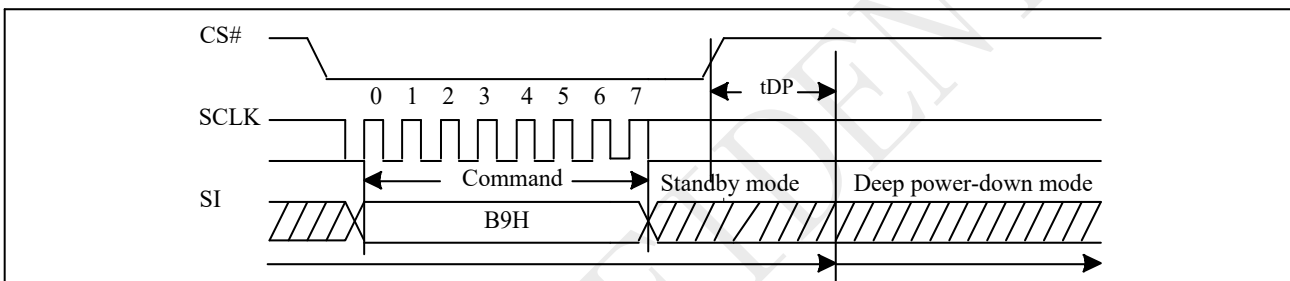 CS#
tDP
0 1 2 3 4 5 6 7
SCLK
Command
Standby mode
Deep power-down mode
SI
B9H